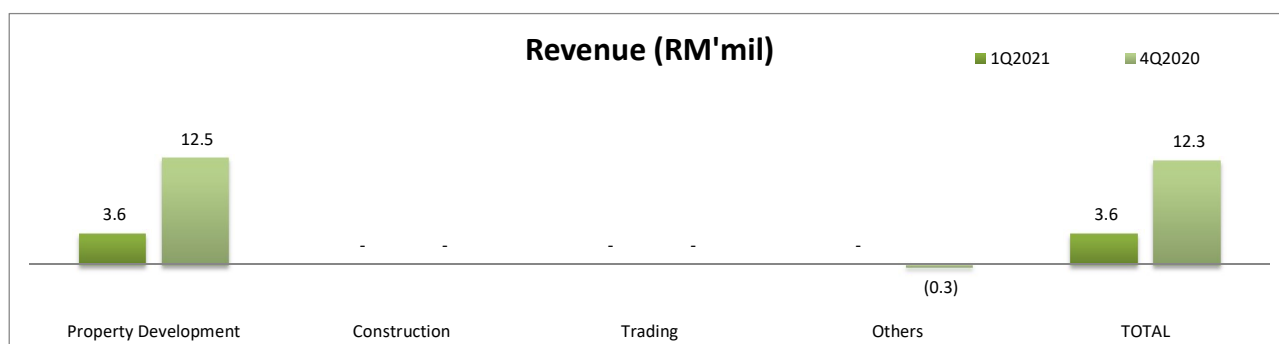 Revenue (RM'mil)
1Q2021 4Q2020
12.5 12.3
3.6 3.6
- - - - -
(0.3)
Property Development Construction Trading Others TOTAL